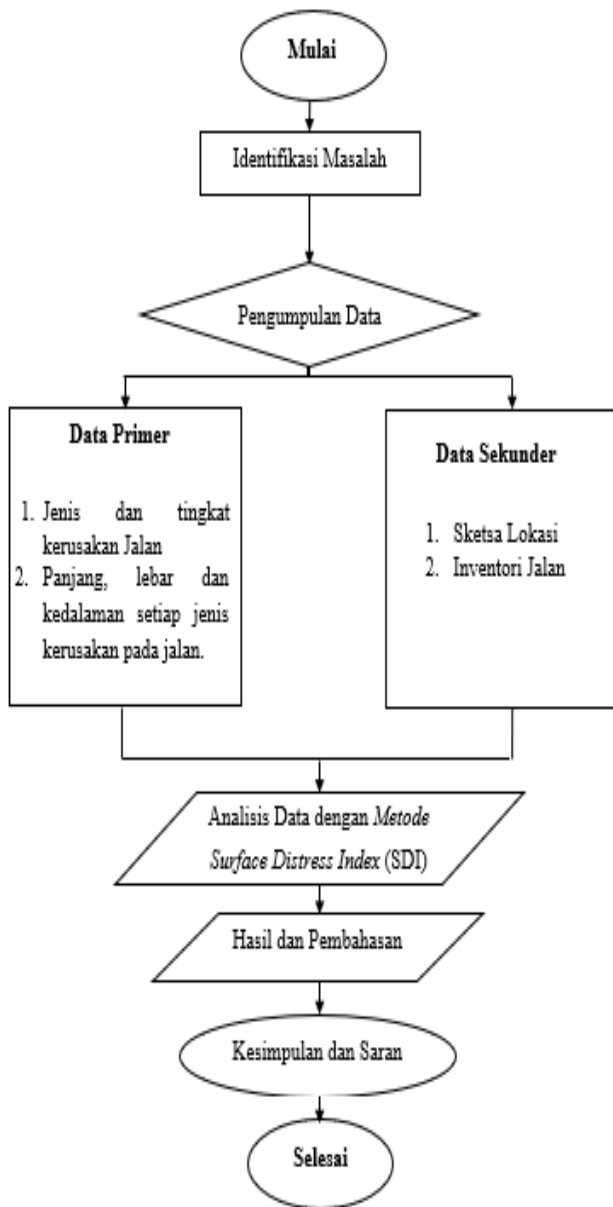 Mulai
Identifikasi Masalah
Pengumpulan Data
Data Primer
1. Jenis dan tingkat
kerusakan Jalan
2. Panjang, lebar dan
kedalaman setiap jenis
kerusakan pada jalan.
Data Sekunder
1. Sketsa Lokasi
2. Inventori Jalan
Analisis Data dengan Metode
Surface Distress Index (SDI)
Hasil dan Pembahasan
Kesimpulan dan Saran
Selesai